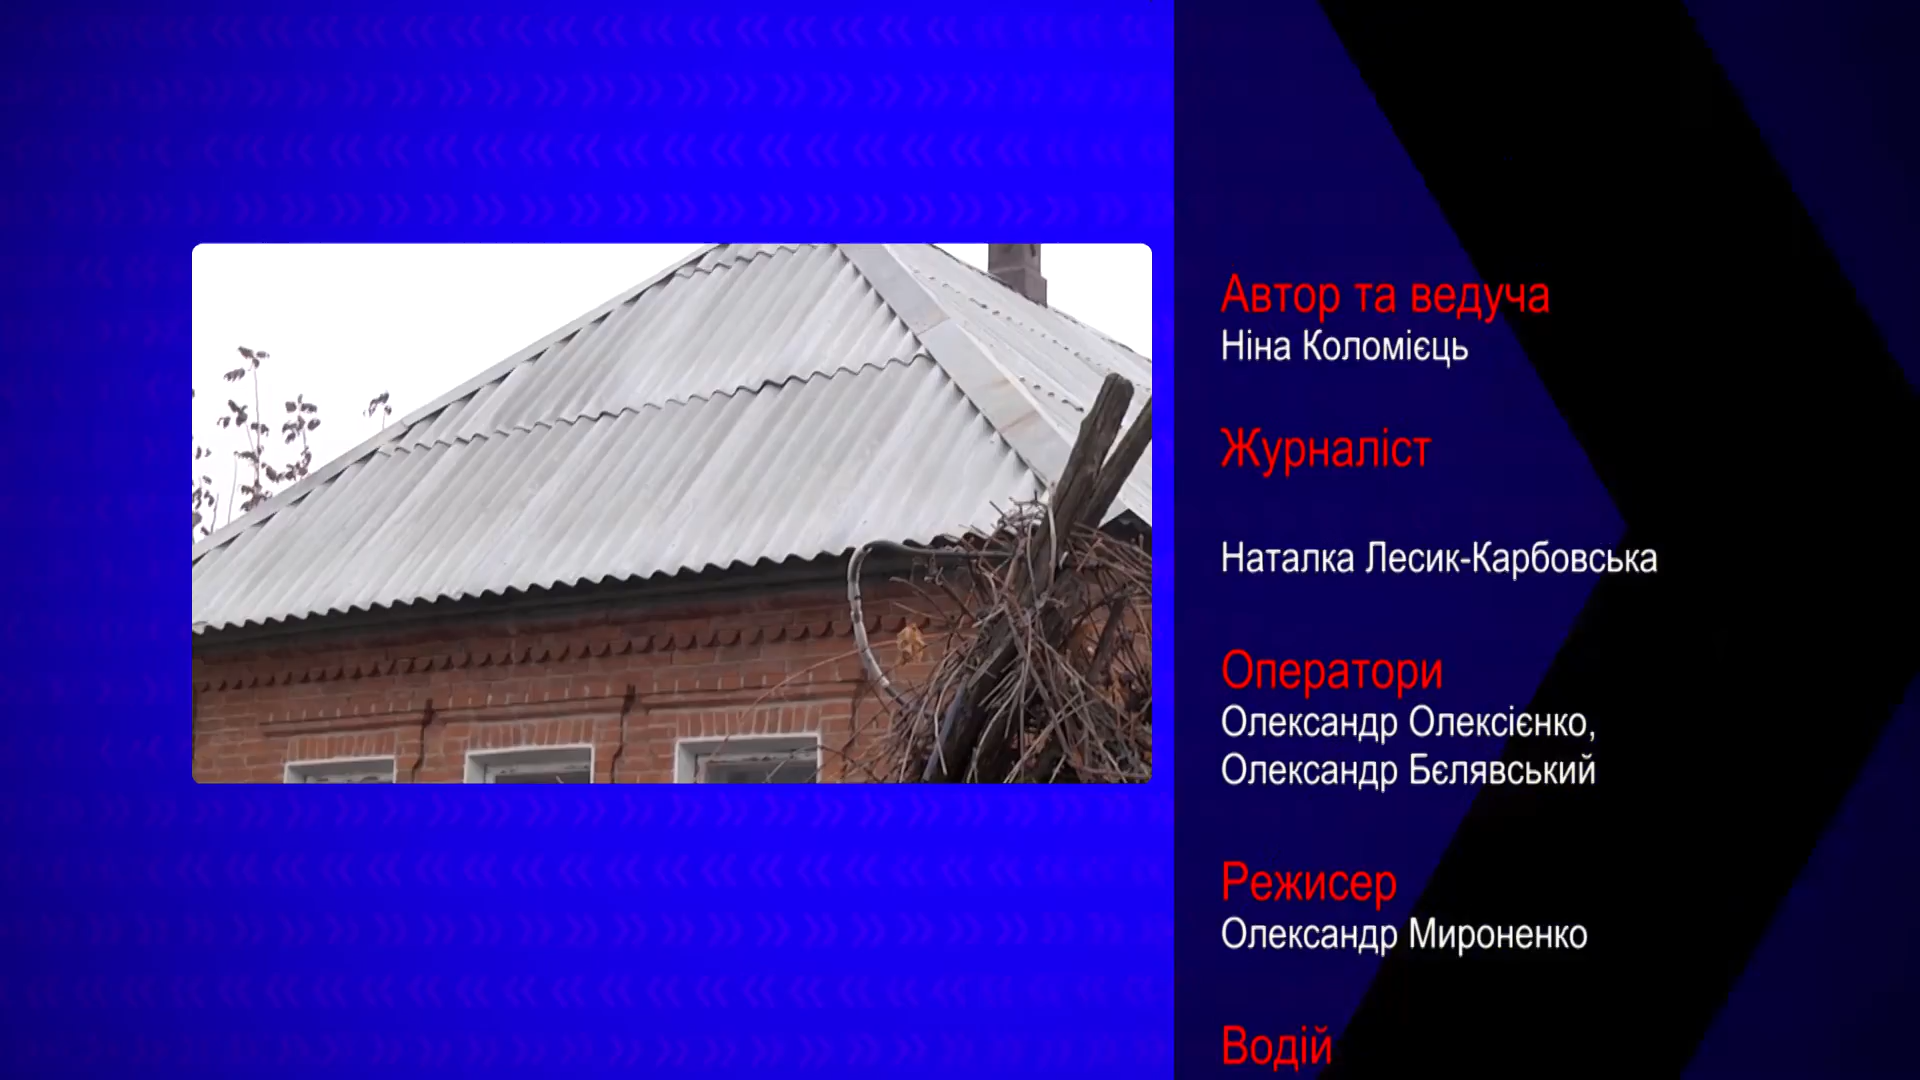 Автор та ведуча
Ніна Коломієць
Журналіст
Наталка Лесик-Карбовська
Оператори
Олександр Олексієнко,
Олександр Бєлявський
Режисер
Олександр Мироненко
Водій